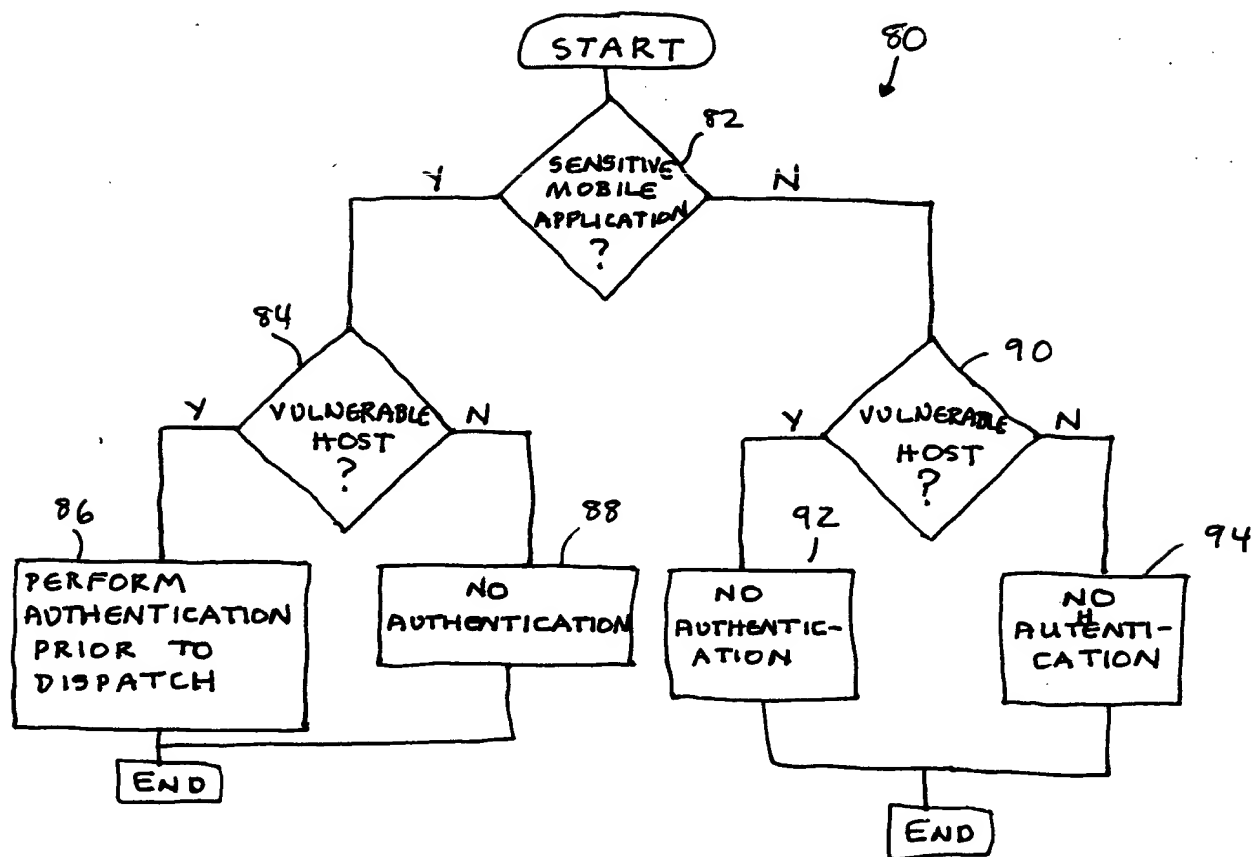 START
80
82
SENSITIVE
MOBILE
APPLICATION
?
Y
N
84
VULNERABLE
HOST
?
Y
N
90
VULNERABLE
HOST
?
Y
N
86
PERFORM
AUTHENTICATION
PRIOR TO
DISPATCH
88
NO
AUTHENTICATION
92
NO
AUTHENTIC-
ATION
94
NO
AUTHENTI-
CATION
END
END